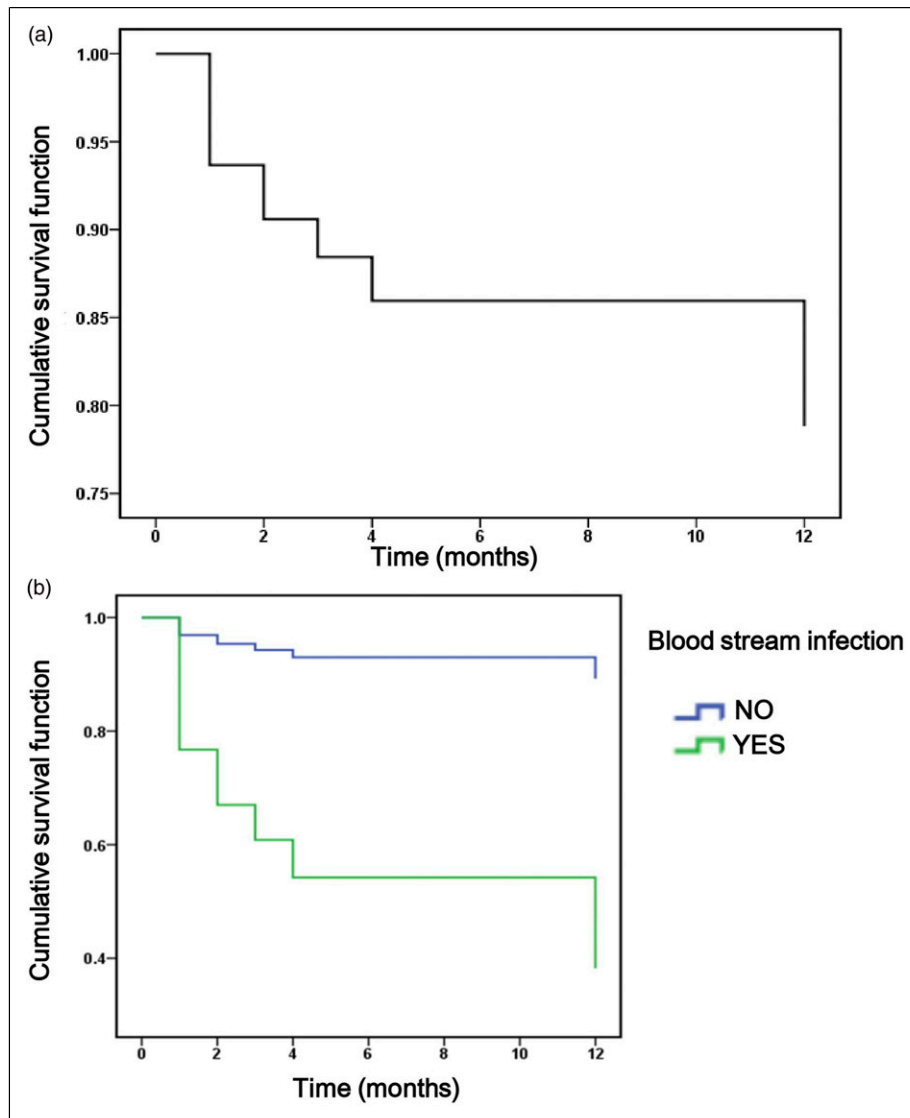 (a)
Cumulative survival function
1.00
0.95
0.90
0.85
0.80
0.75
0 2 4 6 8 10 12
Time (months)
(b)
Cumulative survival function
1.0
0.8
0.6
0.4
0 2 4 6 8 10 12
Time (months)
Blood stream infection
NO
YES